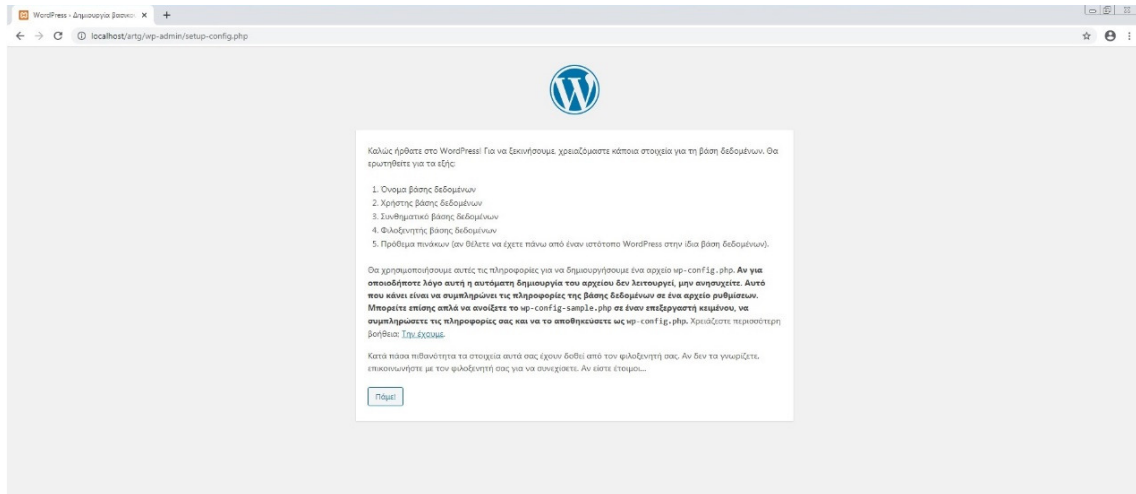 WordPress › Δημιουργία βασικο
localhost/artg/wp-admin/setup-config.php
Καλώς ήρθατε στο WordPress! Για να ξεκινήσουμε, χρειαζόμαστε κάποια στοιχεία για τη βάση δεδομένων. Θα
ερωτηθείτε για τα εξής:
1. Όνομα βάσης δεδομένων
2. Χρήστης βάσης δεδομένων
3. Συνθηματικό βάσης δεδομένων
4. Φιλοξενητής βάσης δεδομένων
5. Πρόθεμα πινάκων (αν θέλετε να έχετε πάνω από έναν ιστότοπο WordPress στην ίδια βάση δεδομένων).
Θα χρησιμοποιήσουμε αυτές τις πληροφορίες για να δημιουργήσουμε ένα αρχείο wp-config.php. Αν για
οποιοδήποτε λόγο αυτή η αυτόματη δημιουργία του αρχείου δεν λειτουργεί, μην ανησυχείτε. Αυτό
που κάνει είναι να συμπληρώνει τις πληροφορίες της βάσης δεδομένων σε ένα αρχείο ρυθμίσεων.
Μπορείτε επίσης απλά να ανοίξετε το wp-config-sample.php σε έναν επεξεργαστή κειμένου, να
συμπληρώσετε τις πληροφορίες σας και να το αποθηκεύσετε ως wp-config.php. Χρειάζεστε περισσότερη
βοήθεια; Την έχουμε.
Κατά πάσα πιθανότητα τα στοιχεία αυτά σας έχουν δοθεί από τον φιλοξενητή σας. Αν δεν τα γνωρίζετε,
επικοινωνήστε με τον φιλοξενητή σας για να συνεχίσετε. Αν είστε έτοιμοι...
Πάμε!